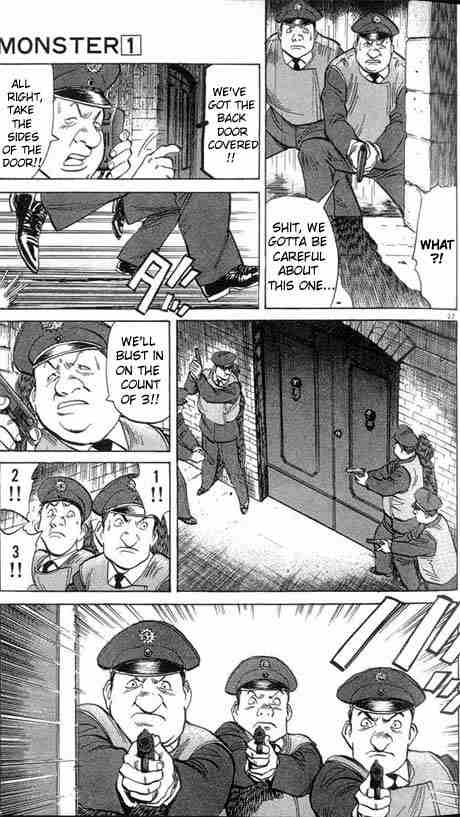 MONSTER 1
WHAT
?!
SHIT, WE
GOTTA BE
CAREFUL
ABOUT
THIS ONE...
WE'VE
GOT THE
BACK
DOOR
COVERED
!!
ALL
RIGHT,
TAKE
THE
SIDES
OF THE
DOOR!!
ダッ
WE'LL
BUST IN
ON THE
COUNT
OF 3!!
1
!!
2
!!
3
!!